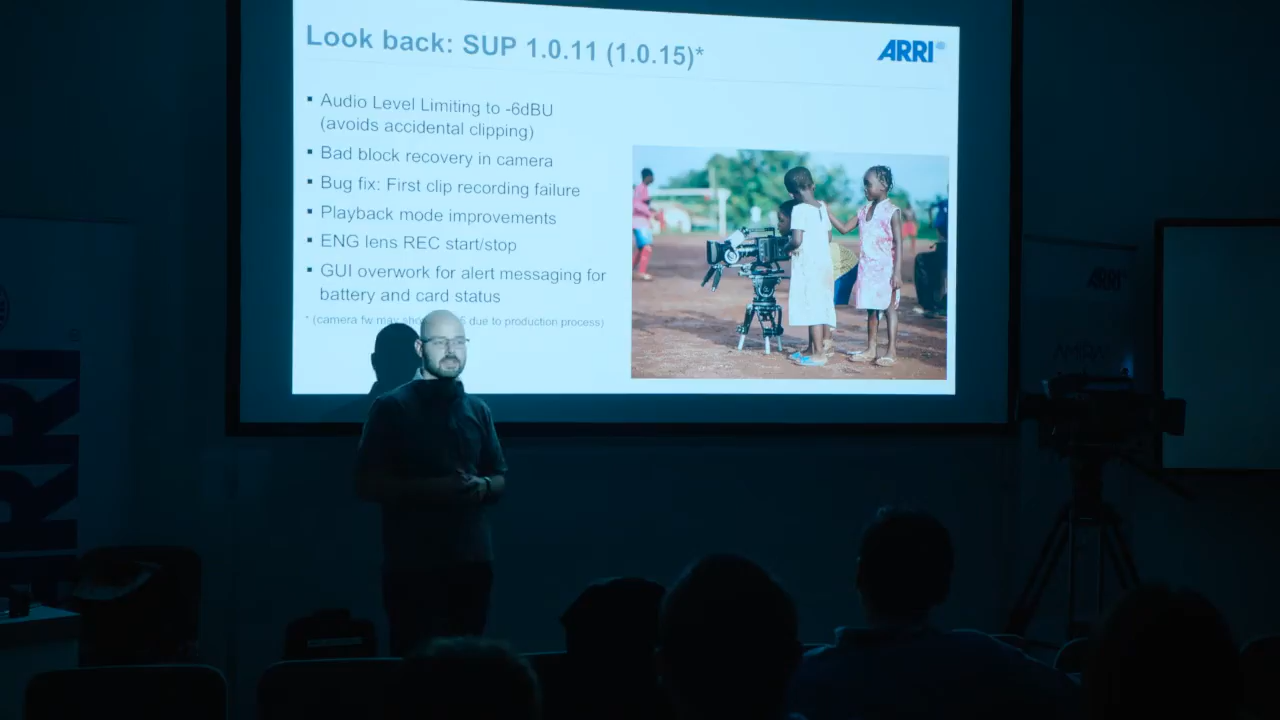 Look back: SUP 1.0.11 (1.0.15)*
ARRI®
▪ Audio Level Limiting to -6dBU
(avoids accidental clipping)
▪ Bad block recovery in camera
▪ Bug fix: First clip recording failure
▪ Playback mode improvements
▪ ENG lens REC start/stop
▪ GUI overwork for alert messaging for
battery and card status
* (camera fw may due to production process)
ARRI
AMIRA
RRI